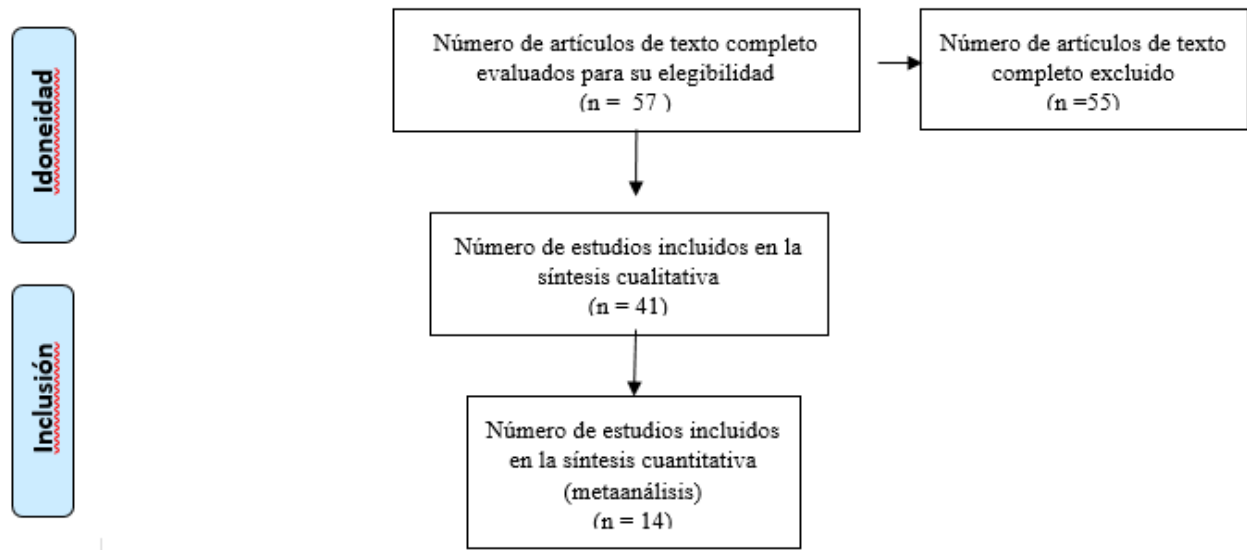 Idoneidad
Número de artículos de texto completo
evaluados para su elegibilidad
(n = 57 )
Número de artículos de texto
completo excluido
(n =55)
Número de estudios incluidos en la
síntesis cualitativa
(n = 41)
Inclusión
Número de estudios incluidos
en la síntesis cuantitativa
(metaanálisis)
(n = 14)